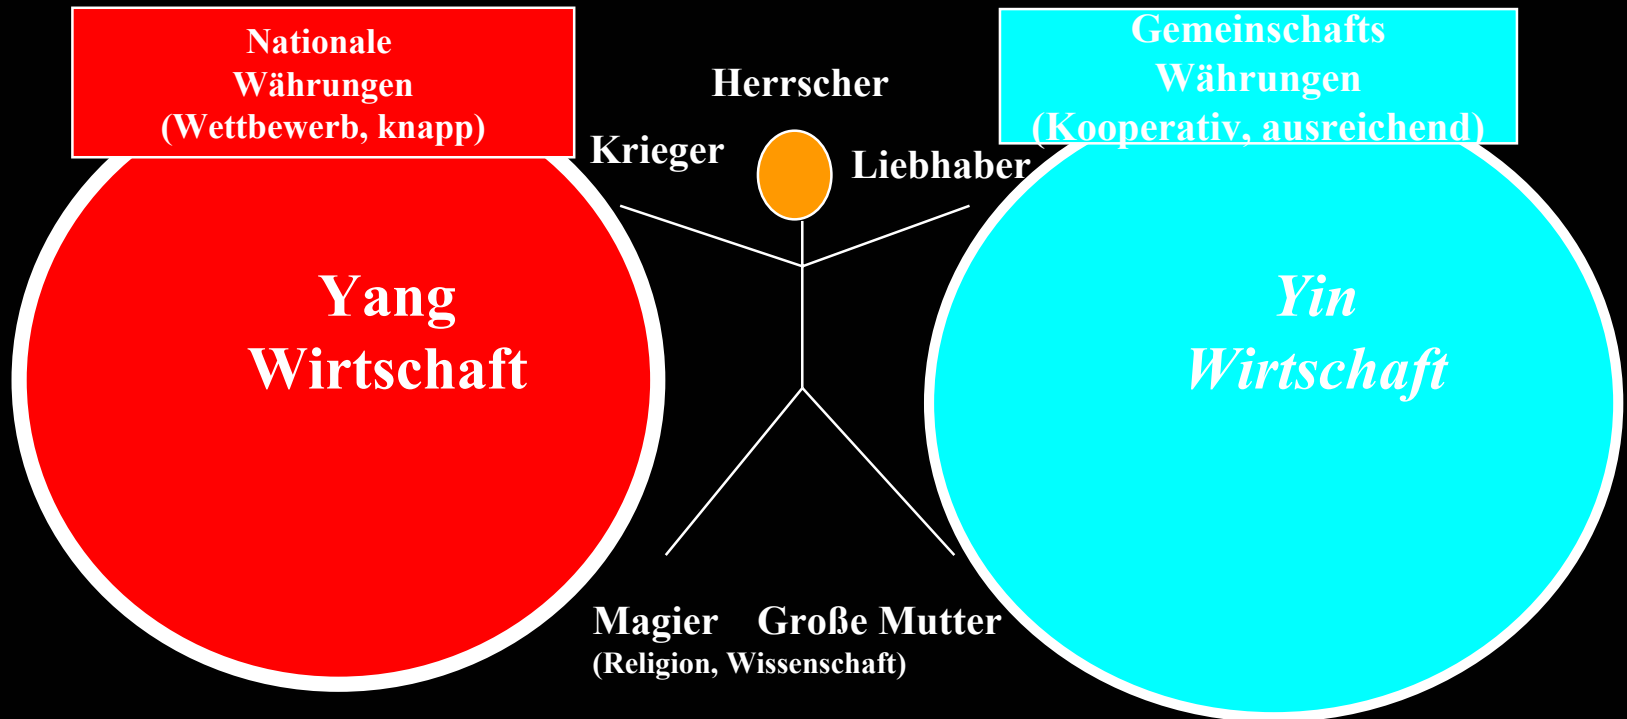 Nationale
Währungen
(Wettbewerb, knapp)
Gemeinschafts
Währungen
(Kooperativ, ausreichend)
Herrscher
Krieger
Liebhaber
Yang
Wirtschaft
Yin
Wirtschaft
Magier
Große Mutter
(Religion, Wissenschaft)